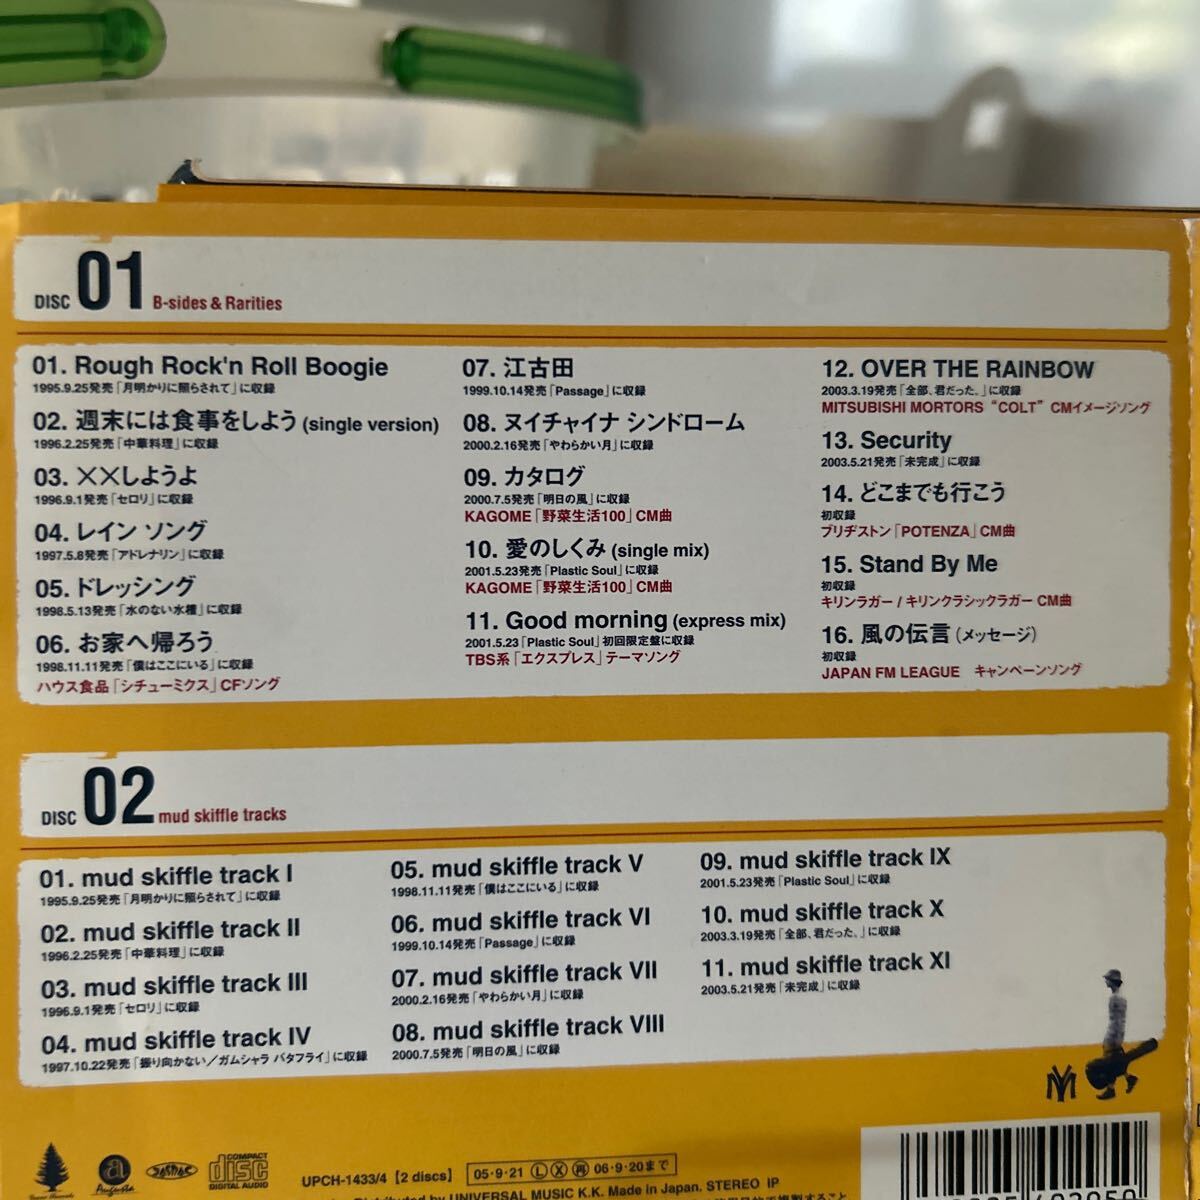 DISC 01 B-sides & Rarities
01. Rough Rock'n Roll Boogie
1995.9.25発売「月明かりに照らされて」に収録
02. 週末には食事をしよう (single version)
1996.2.25発売「中華料理」に収録
03. ××しようよ
1996.9.1発売「セロリ」に収録
04. レイン ソング
1997.5.8発売「アドレナリン」に収録
05. ドレッシング
1998.5.13発売「水のない水槽」に収録
06. お家へ帰ろう
1998.11.11発売「僕はここにいる」に収録
ハウス食品「シチューミクス」CFソング
07. 江古田
1999.10.14発売「Passage」に収録
08. ヌイチャイナ シンドローム
2000.2.16発売「やわらかい月」に収録
09. カタログ
2000.7.5発売「明日の風」に収録
KAGOME「野菜生活100」CM曲
10. 愛のしくみ (single mix)
2001.5.23発売「Plastic Soul」に収録
KAGOME「野菜生活100」CM曲
11. Good morning (express mix)
2001.5.23「Plastic Soul」初回限定盤に収録
TBS系「エクスプレス」テーマソング
12. OVER THE RAINBOW
2003.3.19発売「全部、君だった。」に収録
MITSUBISHI MORTORS “COLT” CMイメージソング
13. Security
2003.5.21発売「未完成」に収録
14. どこまでも行こう
初収録
ブリヂストン「POTENZA」CM曲
15. Stand By Me
初収録
キリンラガー / キリンクラシックラガー CM曲
16. 風の伝言 (メッセージ)
初収録
JAPAN FM LEAGUE キャンペーンソング
DISC 02 mud skiffle tracks
01. mud skiffle track I
1995.9.25発売「月明かりに照らされて」に収録
02. mud skiffle track II
1996.2.25発売「中華料理」に収録
03. mud skiffle track III
1996.9.1発売「セロリ」に収録
04. mud skiffle track IV
1997.10.22発売「振り向かない／ガムシャラ バタフライ」に収録
05. mud skiffle track V
1998.11.11発売「僕はここにいる」に収録
06. mud skiffle track VI
1999.10.14発売「Passage」に収録
07. mud skiffle track VII
2000.2.16発売「やわらかい月」に収録
08. mud skiffle track VIII
2000.7.5発売「明日の風」に収録
09. mud skiffle track IX
2001.5.23発売「Plastic Soul」に収録
10. mud skiffle track X
2003.3.19発売「全部、君だった。」に収録
11. mud skiffle track XI
2003.5.21発売「未完成」に収録
YM
a Augusta
JASRAC
COMPACT disc DIGITAL AUDIO
UPCH-1433/4 [2 discs] 05・9・21 Ⓛ Ⓧ 再 06・9・20まで
Distributed by UNIVERSAL MUSIC K.K. Made in Japan. STEREO IP